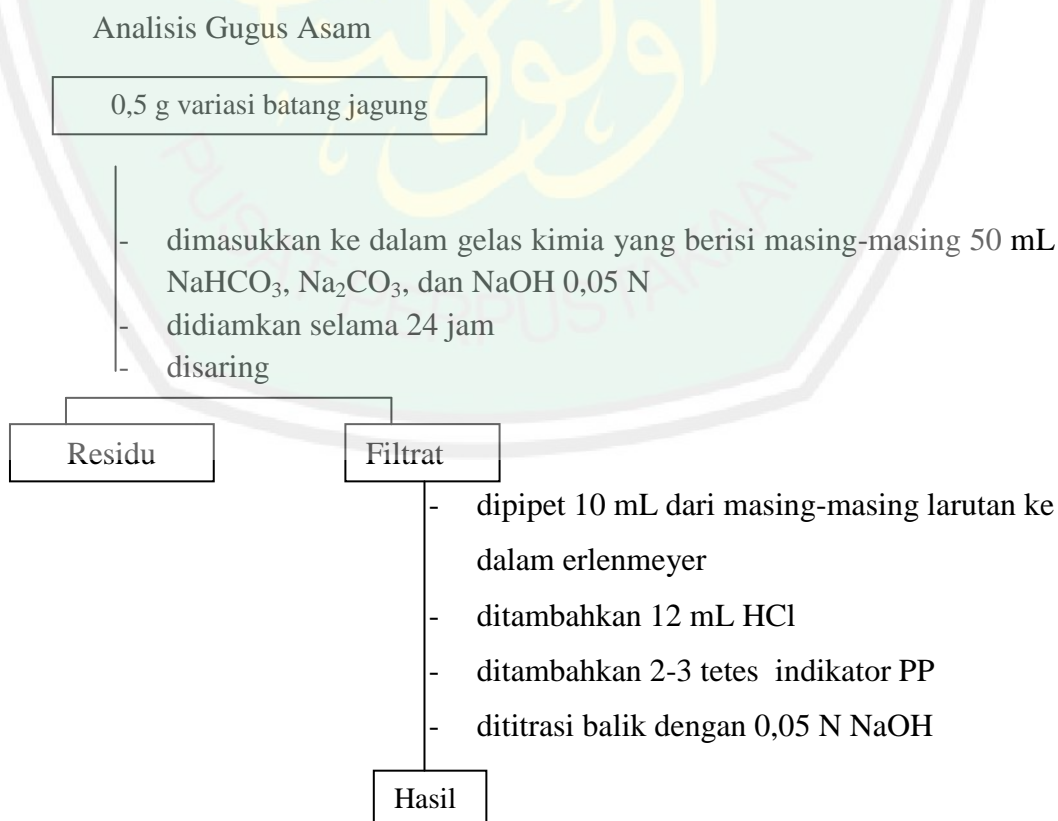 Analisis Gugus Asam
0,5 g variasi batang jagung
- dimasukkan ke dalam gelas kimia yang berisi masing-masing 50 mL
NaHCO₃, Na₂CO₃, dan NaOH 0,05 N
- didiamkan selama 24 jam
- disaring
Residu
Filtrat
- dipipet 10 mL dari masing-masing larutan ke
dalam erlenmeyer
- ditambahkan 12 mL HCl
- ditambahkan 2-3 tetes indikator PP
- dititrasi balik dengan 0,05 N NaOH
Hasil
PUSAT PERPUSTAKAAN